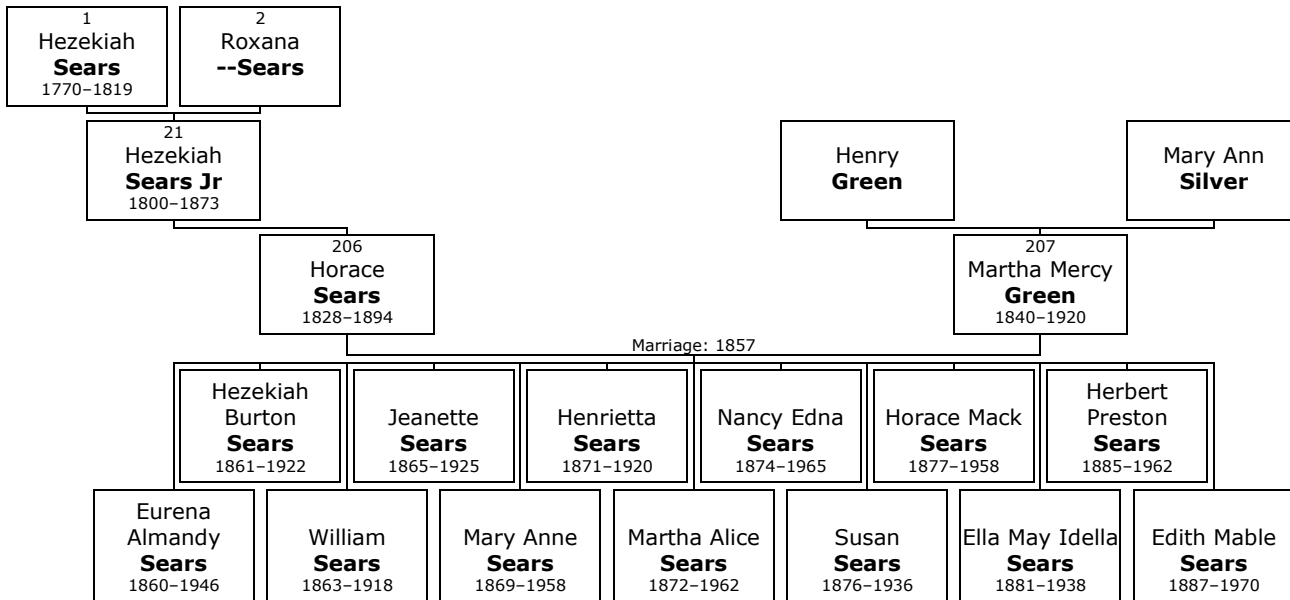 1
Hezekiah
Sears
1770–1819
2
Roxana
--Sears
21
Hezekiah
Sears Jr
1800–1873
Henry
Green
Mary Ann
Silver
206
Horace
Sears
1828–1894
207
Martha Mercy
Green
1840–1920
Marriage: 1857
Hezekiah
Burton
Sears
1861–1922
Jeanette
Sears
1865–1925
Henrietta
Sears
1871–1920
Nancy Edna
Sears
1874–1965
Horace Mack
Sears
1877–1958
Herbert
Preston
Sears
1885–1962
Eurena
Almandy
Sears
1860–1946
William
Sears
1863–1918
Mary Anne
Sears
1869–1958
Martha Alice
Sears
1872–1962
Susan
Sears
1876–1936
Ella May Idella
Sears
1881–1938
Edith Mable
Sears
1887–1970